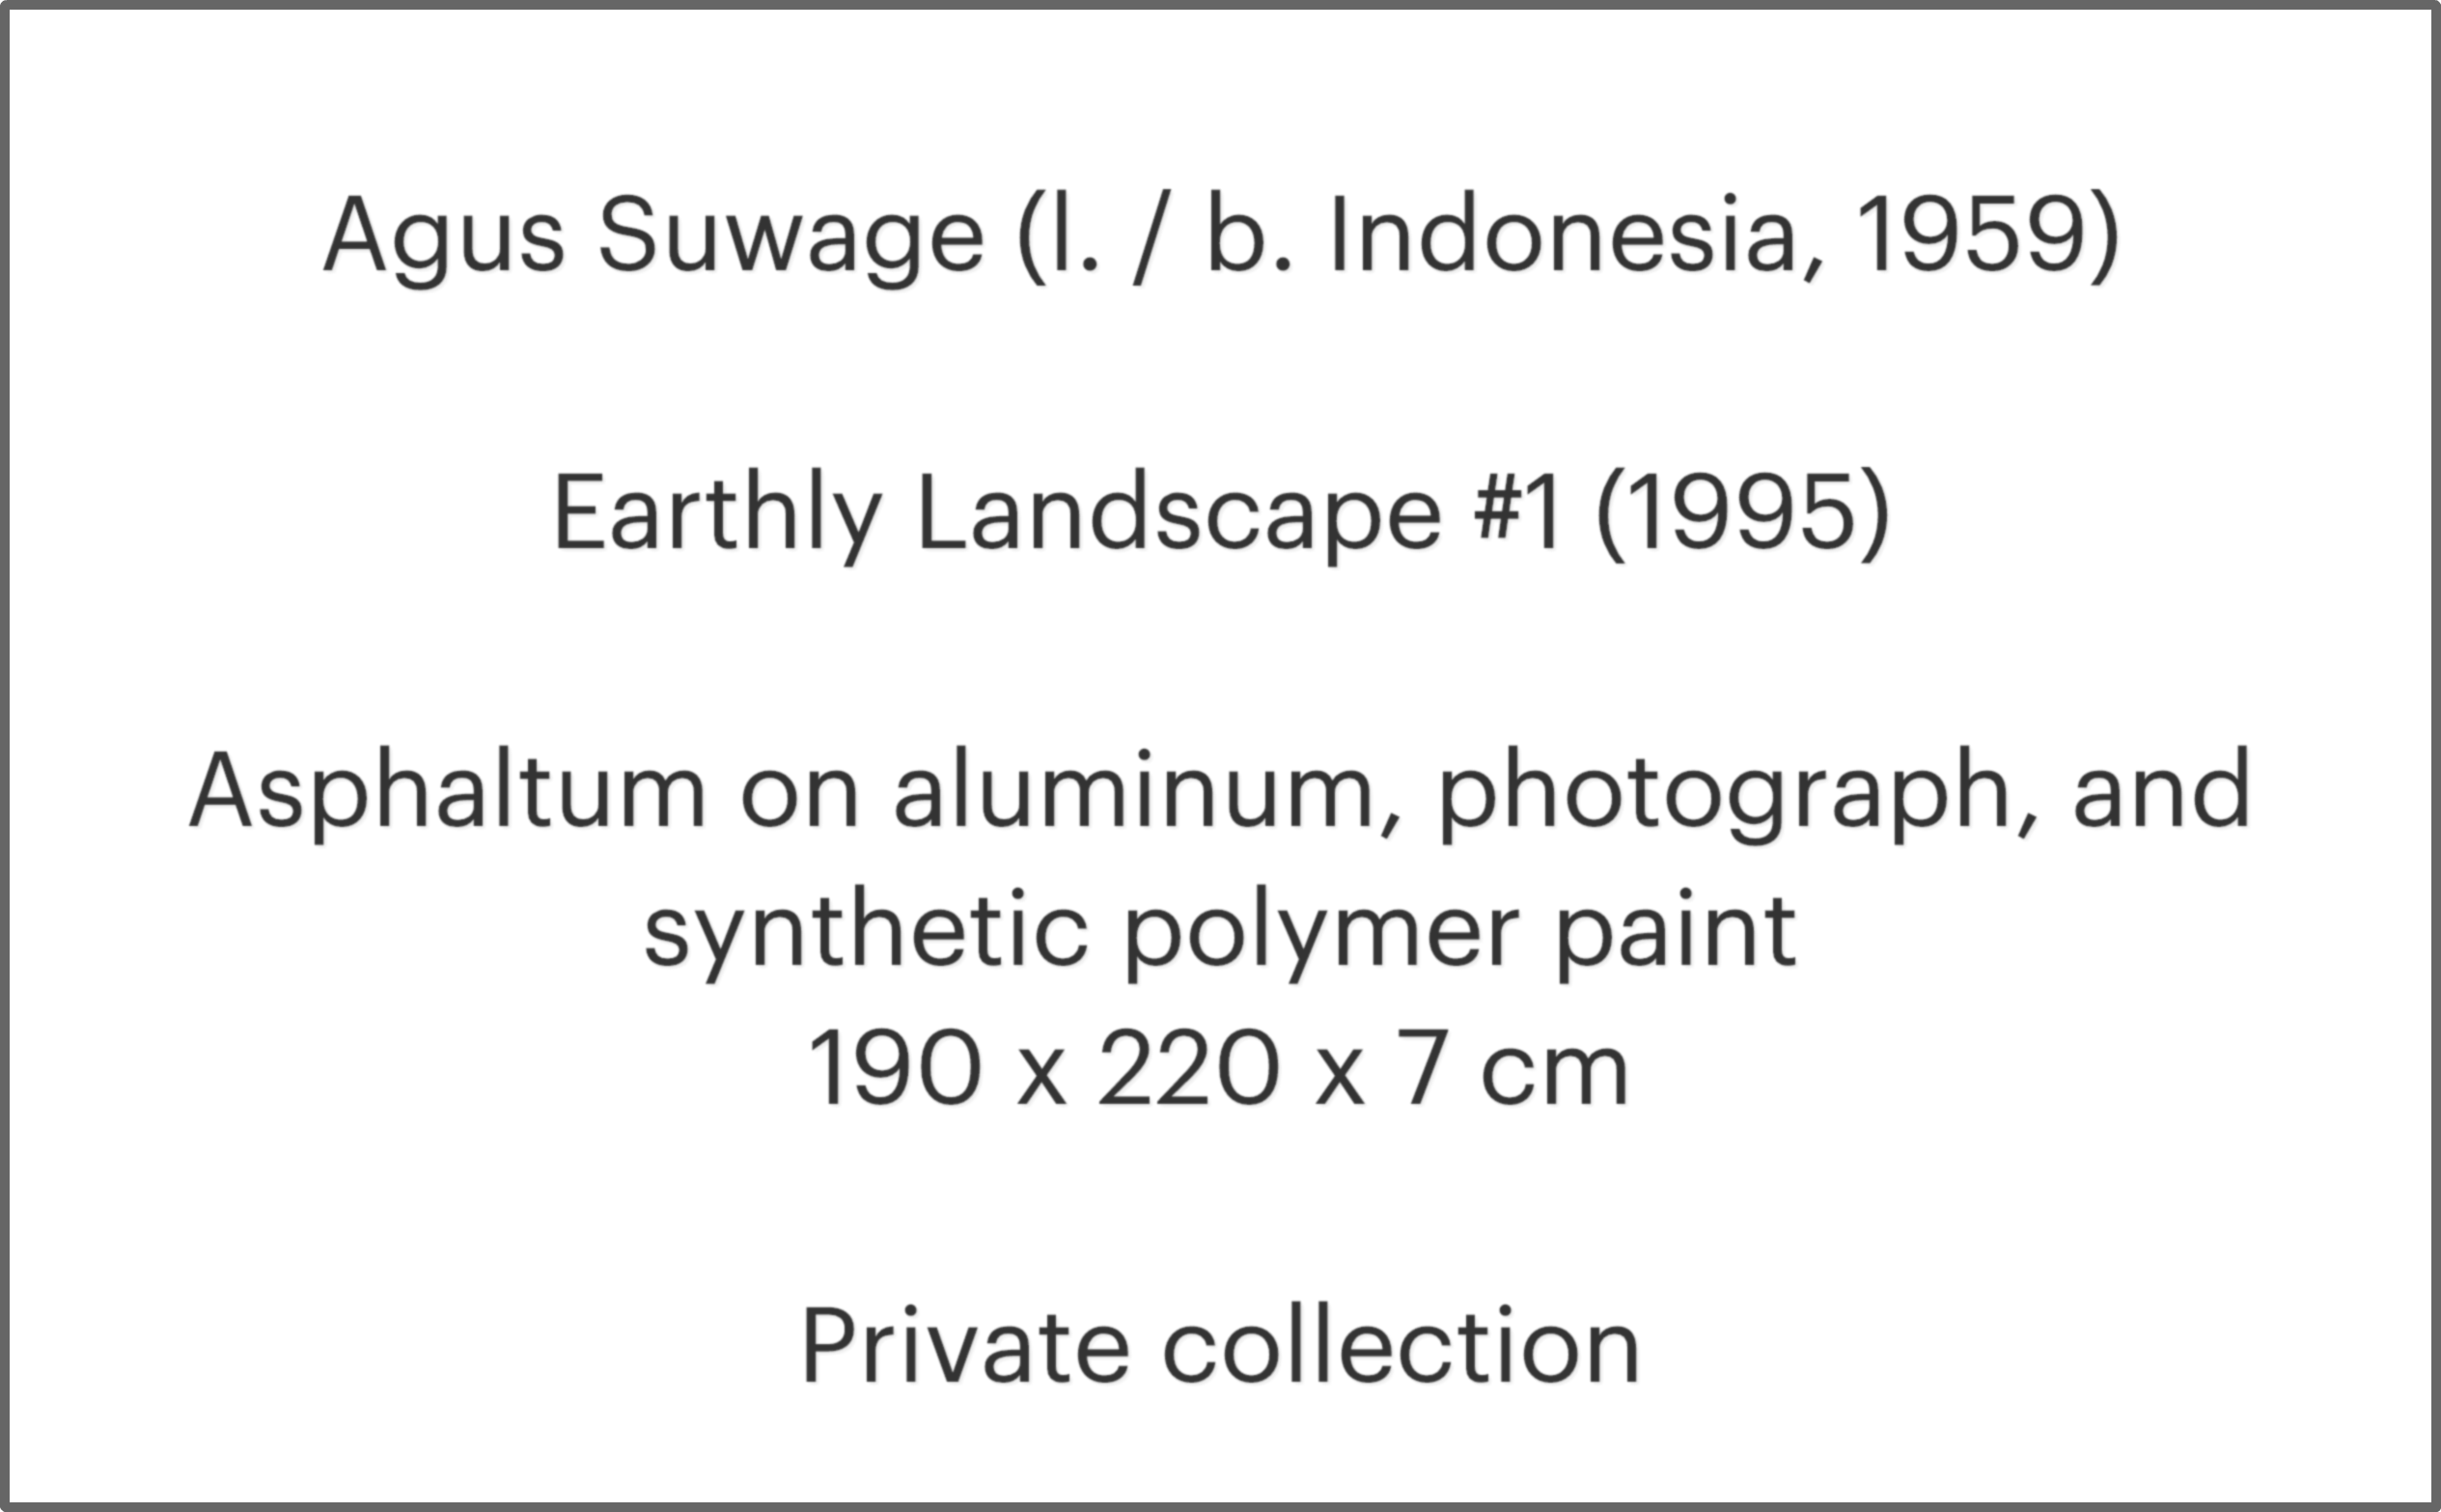 Agus Suwage (l. / b. Indonesia, 1959)
Earthly Landscape #1 (1995)
Asphaltum on aluminum, photograph, and
synthetic polymer paint
190 x 220 x 7 cm
Private collection